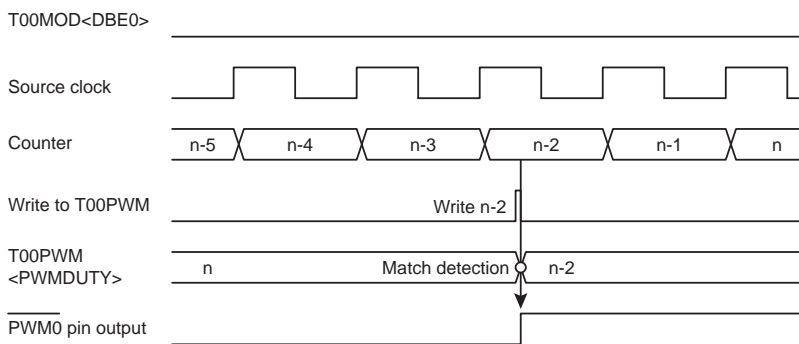 T00MOD<DBE0>
Source clock
Counter n-5 n-4 n-3 n-2 n-1 n
Write to T00PWM Write n-2
T00PWM
<PWMDUTY> n Match detection n-2
PWM0 pin output